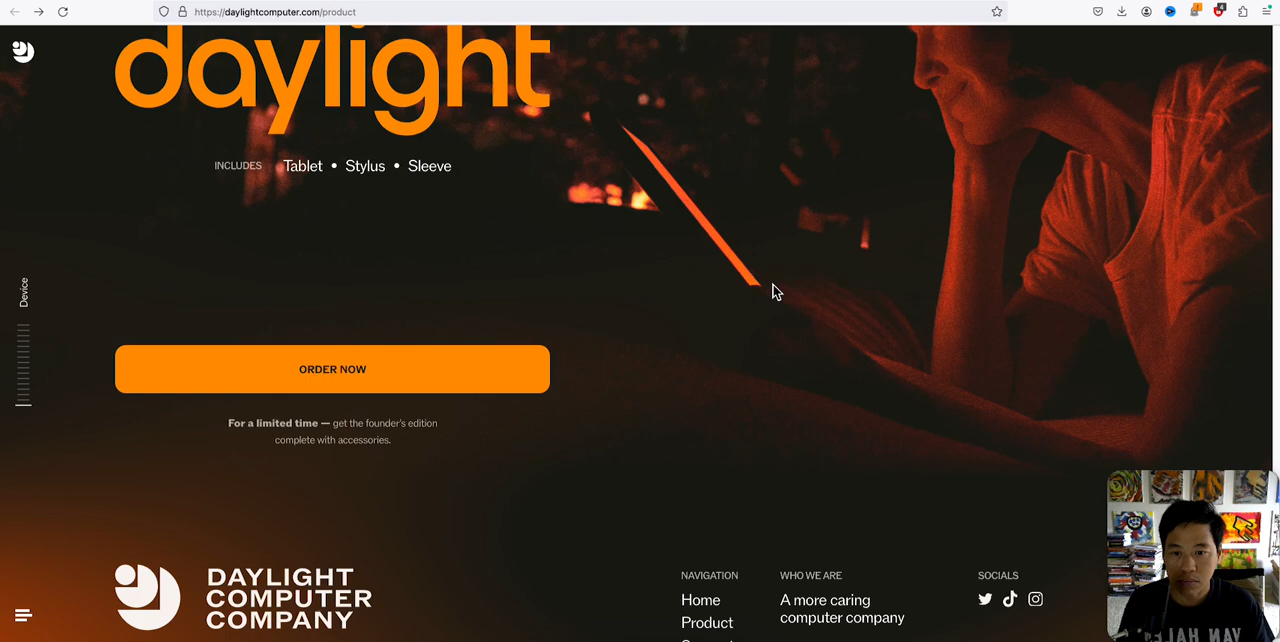 https://daylightcomputer.com/product
daylight
INCLUDES Tablet • Stylus • Sleeve
Device
ORDER NOW
For a limited time — get the founder's edition
complete with accessories.
DAYLIGHT
COMPUTER
COMPANY
NAVIGATION
Home
Product
WHO WE ARE
A more caring
computer company
SOCIALS